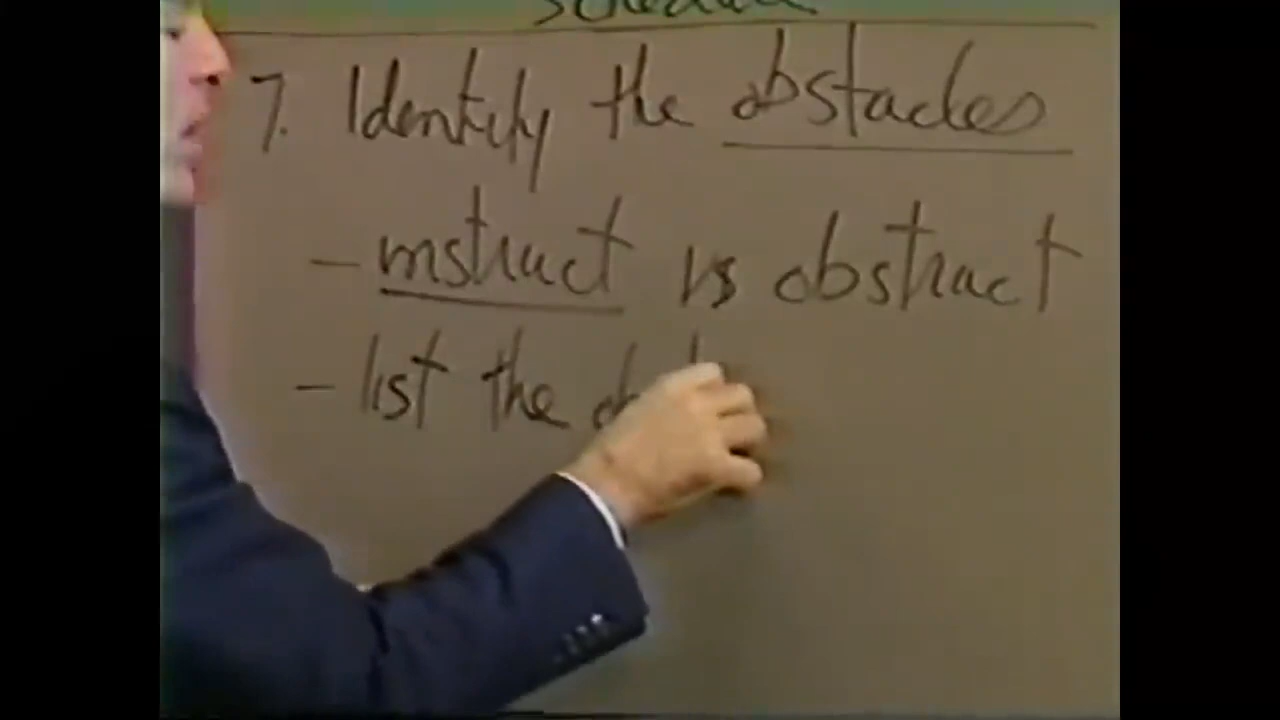 7. Identify the obstacles
- instruct vs obstruct
- list the